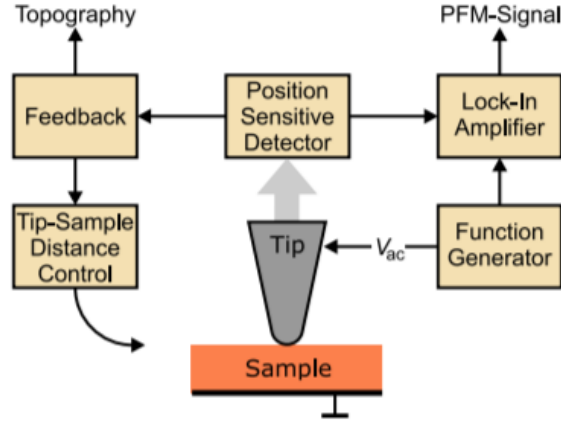 Topography
PFM-Signal
Feedback
Position
Sensitive
Detector
Lock-In
Amplifier
Tip-Sample
Distance
Control
Tip
Vac
Function
Generator
Sample